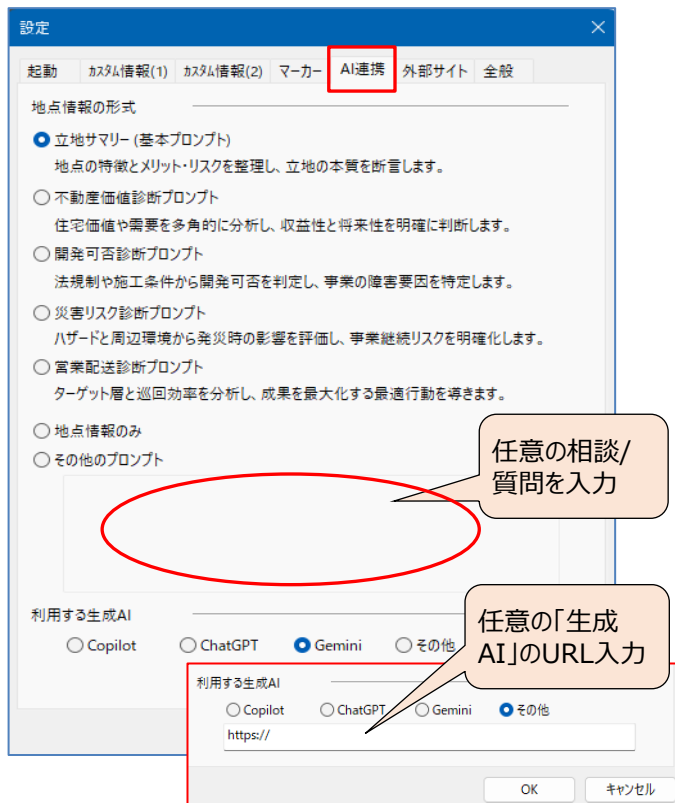 設定
起動 カスタム情報(1) カスタム情報(2) マーカー AI連携 外部サイト 全般
地点情報の形式
立地サマリー (基本プロンプト)
地点の特徴とメリット・リスクを整理し、立地の本質を断言します。
不動産価値診断プロンプト
住宅価値や需要を多角的に分析し、収益性と将来性を明確に判断します。
開発可否診断プロンプト
法規制や施工条件から開発可否を判定し、事業の障害要因を特定します。
災害リスク診断プロンプト
ハザードと周辺環境から発災時の影響を評価し、事業継続リスクを明確化します。
営業配送診断プロンプト
ターゲット層と巡回効率を分析し、成果を最大化する最適行動を導きます。
地点情報のみ
その他のプロンプト
任意の相談/
質問を入力
利用する生成AI
Copilot ChatGPT Gemini その他
任意の「生成
AI」のURL入力
利用する生成AI
Copilot ChatGPT Gemini その他
https://
OK キャンセル